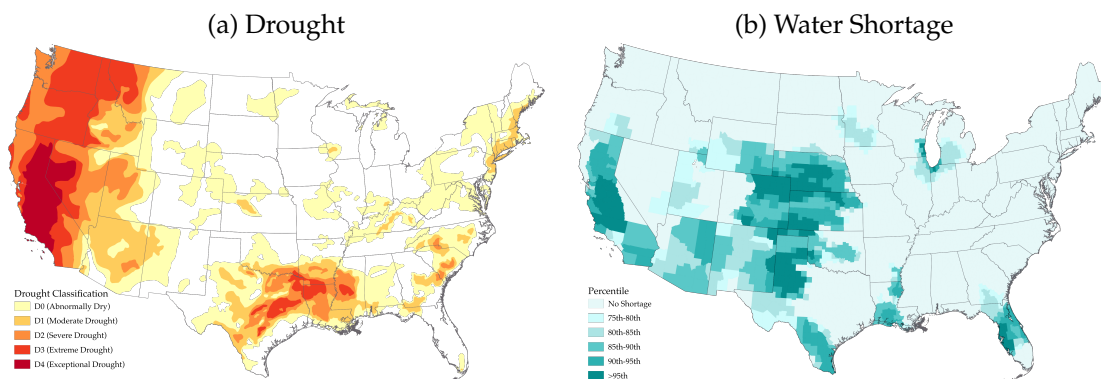 (a) Drought
(b) Water Shortage
Drought Classification
D0 (Abnormally Dry)
D1 (Moderate Drought)
D2 (Severe Drought)
D3 (Extreme Drought)
D4 (Exceptional Drought)
Percentile
No Shortage
75th-80th
80th-85th
85th-90th
90th-95th
>95th